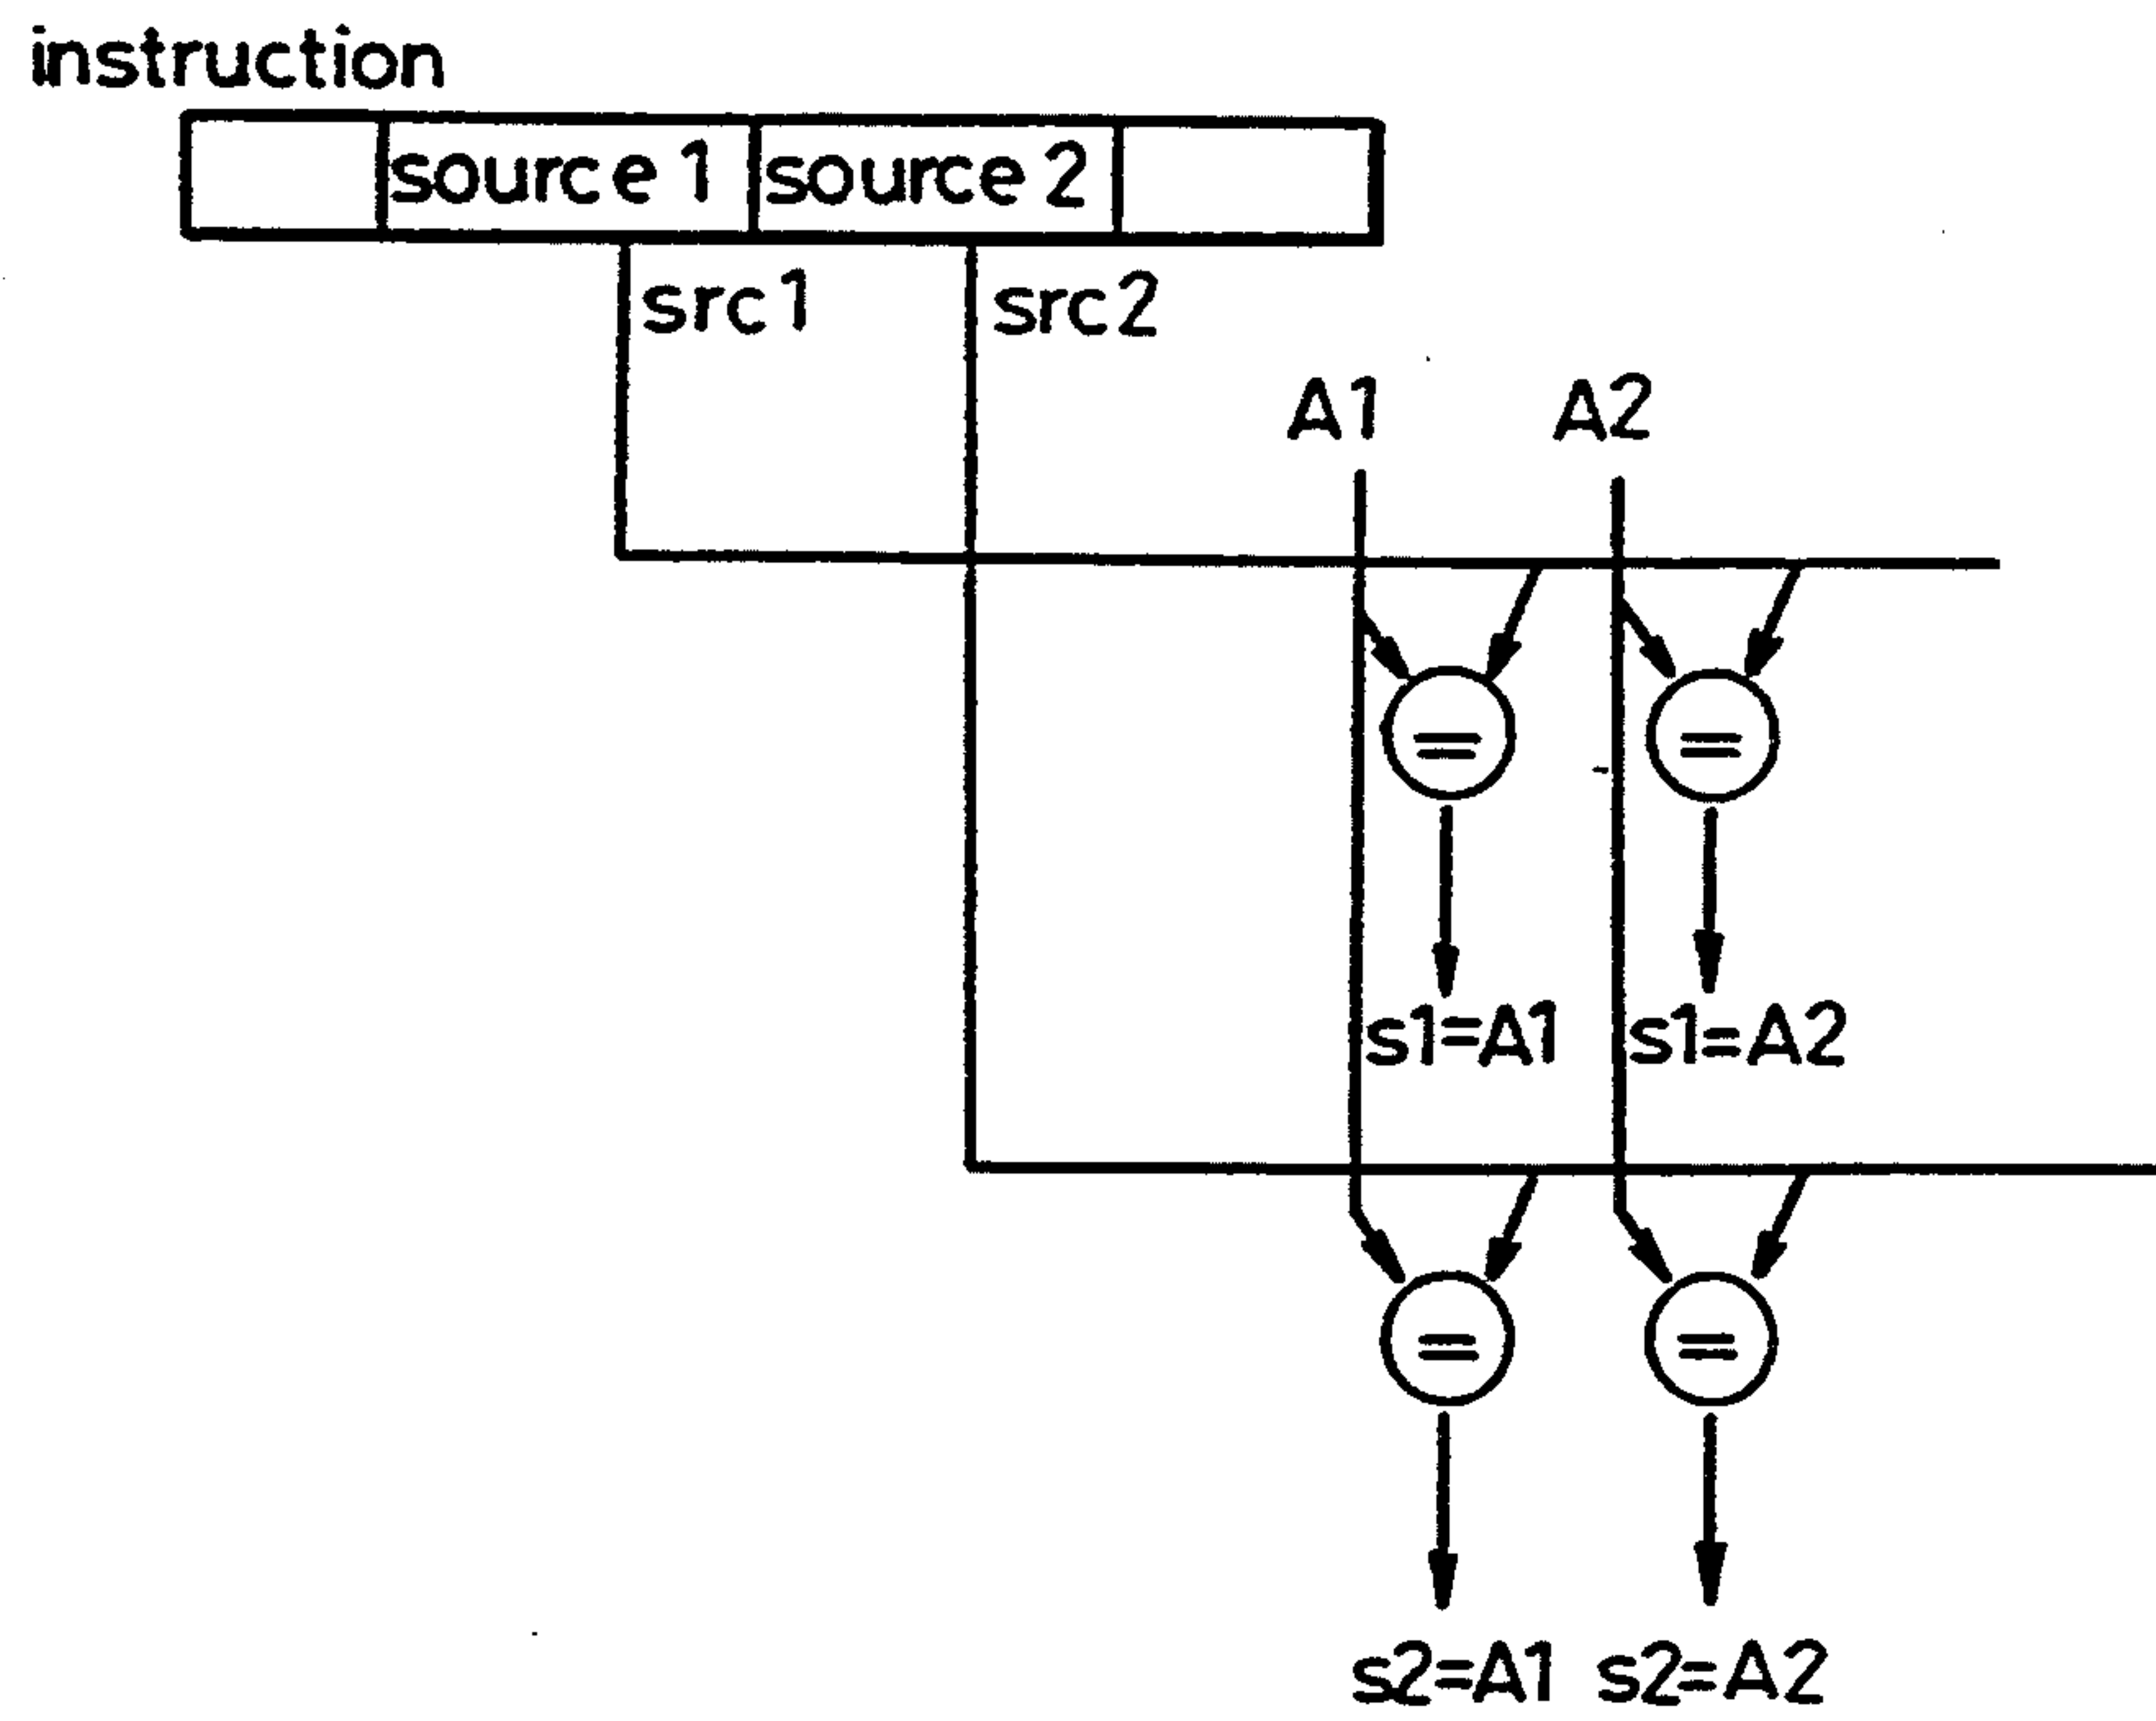 instruction
source 1 source 2
src1 src2
A1 A2
= =
s1=A1 s1=A2
= =
s2=A1 s2=A2